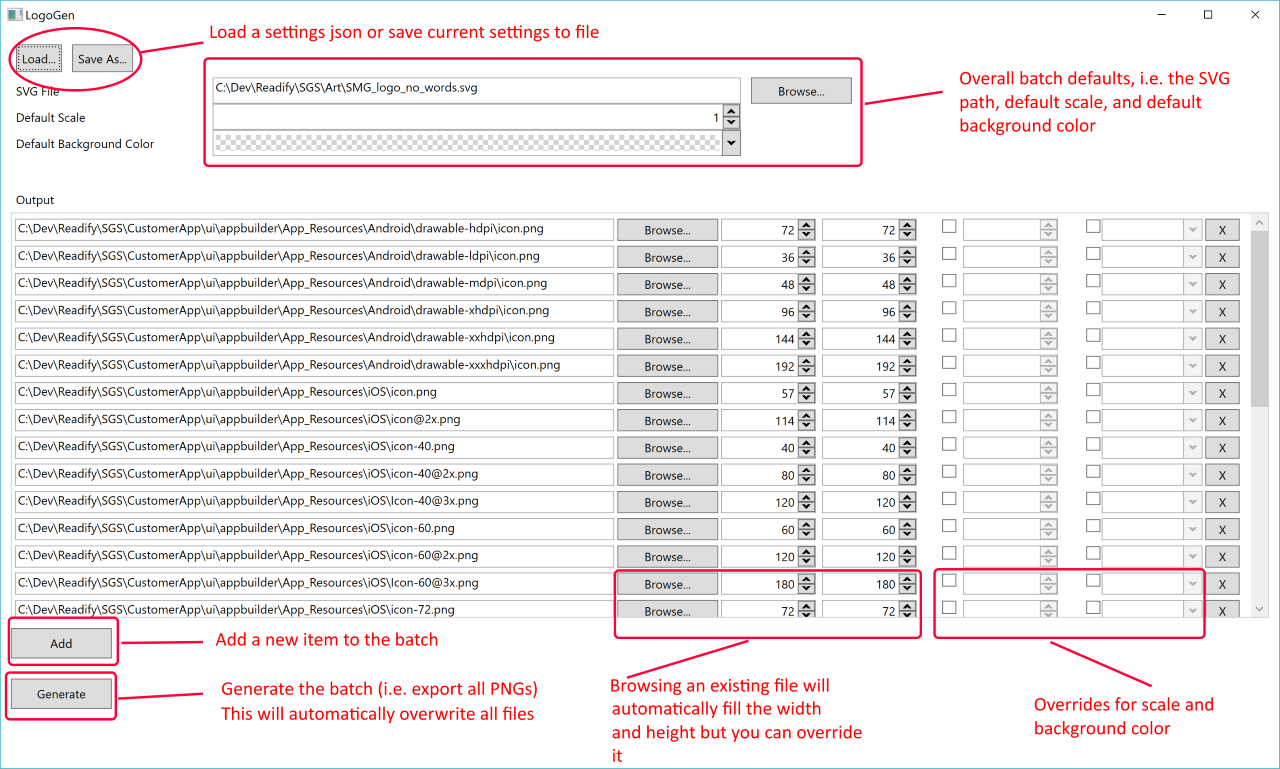 LogoGen
Load a settings json or save current settings to file
Load...
Save As...
SVG File
C:\Dev\Readify\SGS\Art\SMG_logo_no_words.svg
Browse...
Default Scale
1
Default Background Color
Overall batch defaults, i.e. the SVG
path, default scale, and default
background color
Output
C:\Dev\Readify\SGS\CustomerApp\ui\appbuilder\App_Resources\Android\drawable-hdpi\icon.png Browse... 72 72 X
C:\Dev\Readify\SGS\CustomerApp\ui\appbuilder\App_Resources\Android\drawable-ldpi\icon.png Browse... 36 36 X
C:\Dev\Readify\SGS\CustomerApp\ui\appbuilder\App_Resources\Android\drawable-mdpi\icon.png Browse... 48 48 X
C:\Dev\Readify\SGS\CustomerApp\ui\appbuilder\App_Resources\Android\drawable-xhdpi\icon.png Browse... 96 96 X
C:\Dev\Readify\SGS\CustomerApp\ui\appbuilder\App_Resources\Android\drawable-xxhdpi\icon.png Browse... 144 144 X
C:\Dev\Readify\SGS\CustomerApp\ui\appbuilder\App_Resources\Android\drawable-xxxhdpi\icon.png Browse... 192 192 X
C:\Dev\Readify\SGS\CustomerApp\ui\appbuilder\App_Resources\iOS\icon.png Browse... 57 57 X
C:\Dev\Readify\SGS\CustomerApp\ui\appbuilder\App_Resources\iOS\icon@2x.png Browse... 114 114 X
C:\Dev\Readify\SGS\CustomerApp\ui\appbuilder\App_Resources\iOS\icon-40.png Browse... 40 40 X
C:\Dev\Readify\SGS\CustomerApp\ui\appbuilder\App_Resources\iOS\icon-40@2x.png Browse... 80 80 X
C:\Dev\Readify\SGS\CustomerApp\ui\appbuilder\App_Resources\iOS\Icon-40@3x.png Browse... 120 120 X
C:\Dev\Readify\SGS\CustomerApp\ui\appbuilder\App_Resources\iOS\icon-60.png Browse... 60 60 X
C:\Dev\Readify\SGS\CustomerApp\ui\appbuilder\App_Resources\iOS\icon-60@2x.png Browse... 120 120 X
C:\Dev\Readify\SGS\CustomerApp\ui\appbuilder\App_Resources\iOS\icon-60@3x.png Browse... 180 180 X
C:\Dev\Readify\SGS\CustomerApp\ui\appbuilder\App_Resources\iOS\icon-72.png Browse... 72 72 X
Add
Add a new item to the batch
Generate
Generate the batch (i.e. export all PNGs)
This will automatically overwrite all files
Browsing an existing file will
automatically fill the width
and height but you can override
it
Overrides for scale and
background color